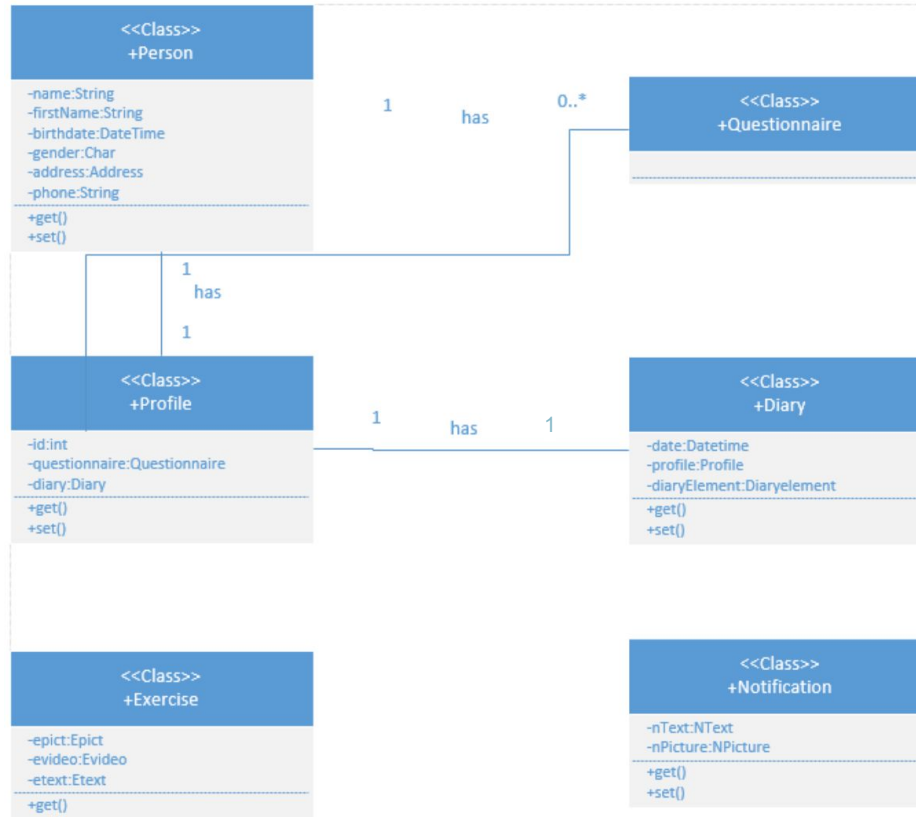 <<Class>>
+Person
-name:String
-firstName:String
-birthdate:DateTime
-gender:Char
-address:Address
-phone:String
+get()
+set()
1
has
0..*
<<Class>>
+Questionnaire
1
has
1
<<Class>>
+Profile
-id:int
-questionnaire:Questionnaire
-diary:Diary
+get()
+set()
1
has
1
<<Class>>
+Diary
-date:Datetime
-profile:Profile
-diaryElement:Diaryelement
+get()
+set()
<<Class>>
+Exercise
-epict:Epict
-evideo:Evideo
-etext:Etext
+get()
<<Class>>
+Notification
-nText:NText
-nPicture:NPicture
+get()
+set()